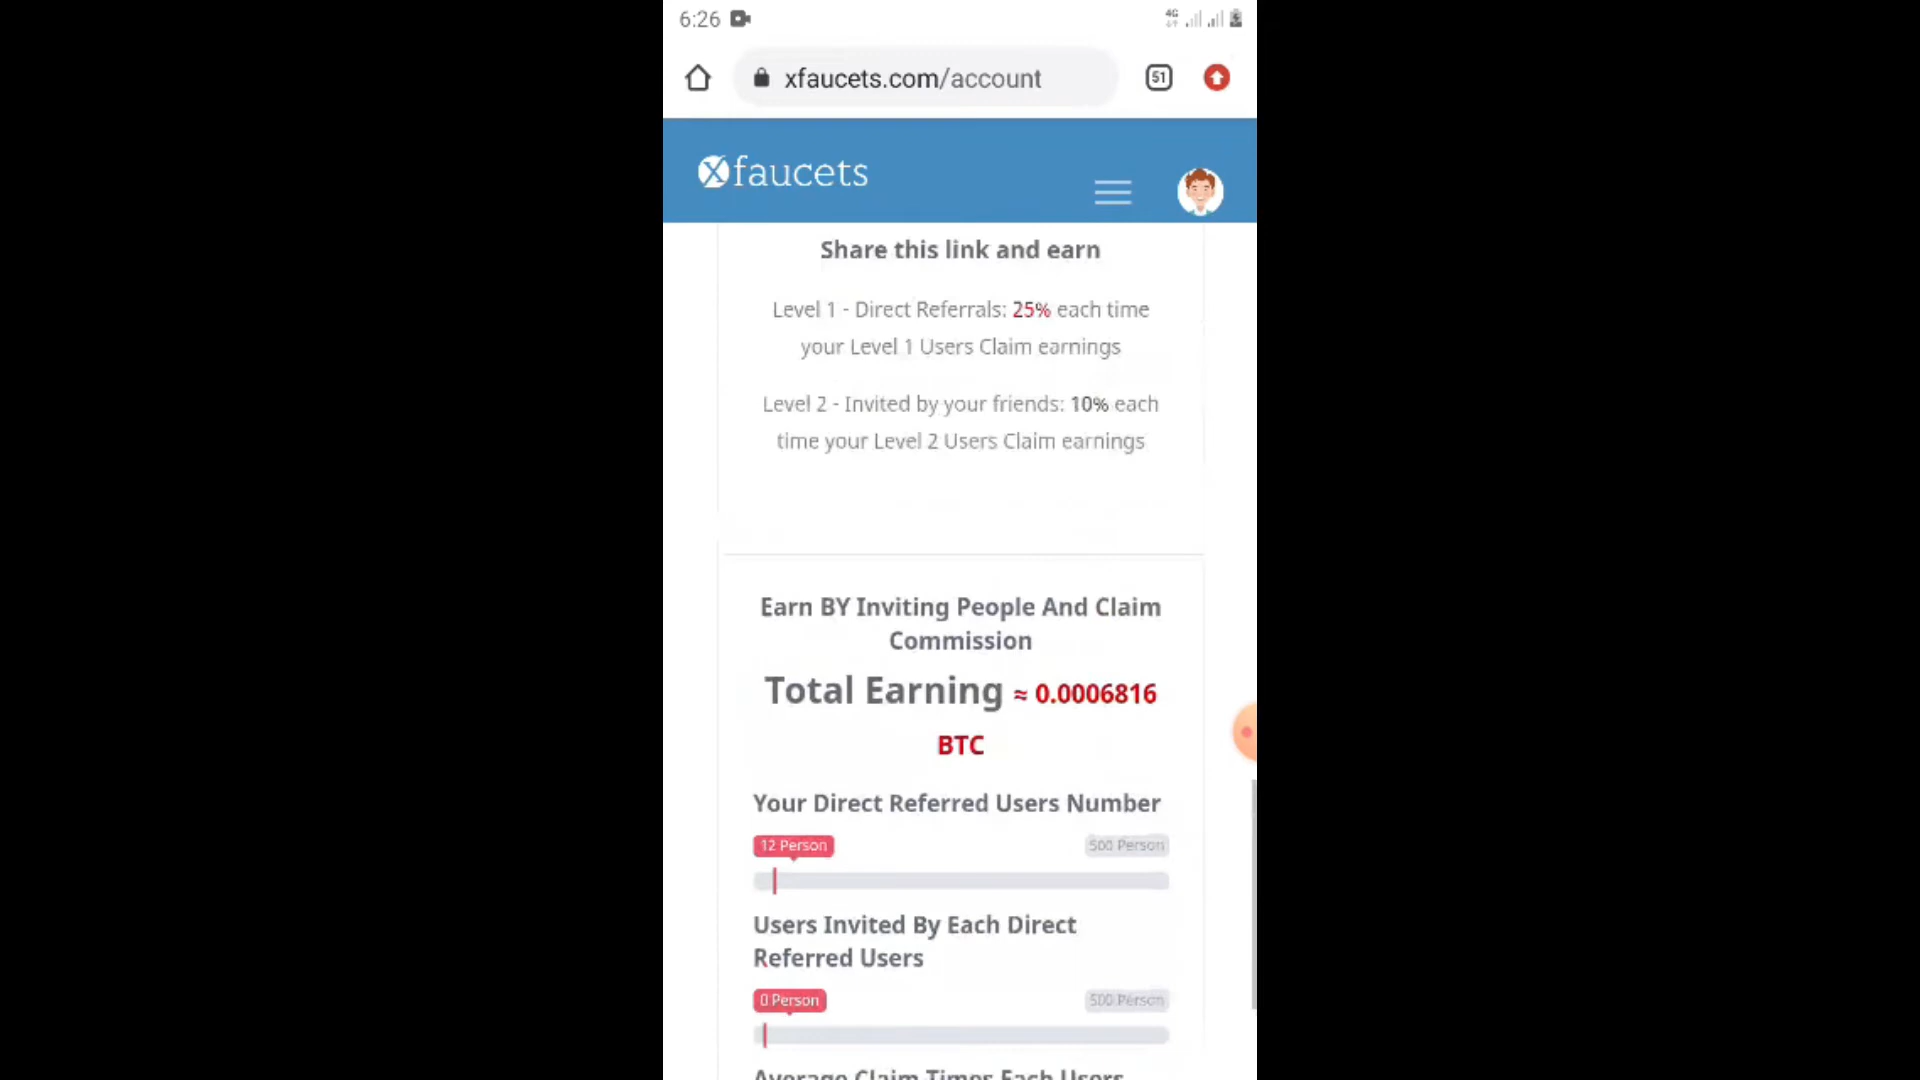 6:26
4G
xfaucets.com/account
51
xfaucets
Share this link and earn
Level 1 - Direct Referrals: 25% each time
your Level 1 Users Claim earnings
Level 2 - Invited by your friends: 10% each
time your Level 2 Users Claim earnings
Earn BY Inviting People And Claim
Commission
Total Earning ≈ 0.0006816
BTC
Your Direct Referred Users Number
12 Person
500 Person
Users Invited By Each Direct
Referred Users
0 Person
500 Person
Average Claim Times Each Users